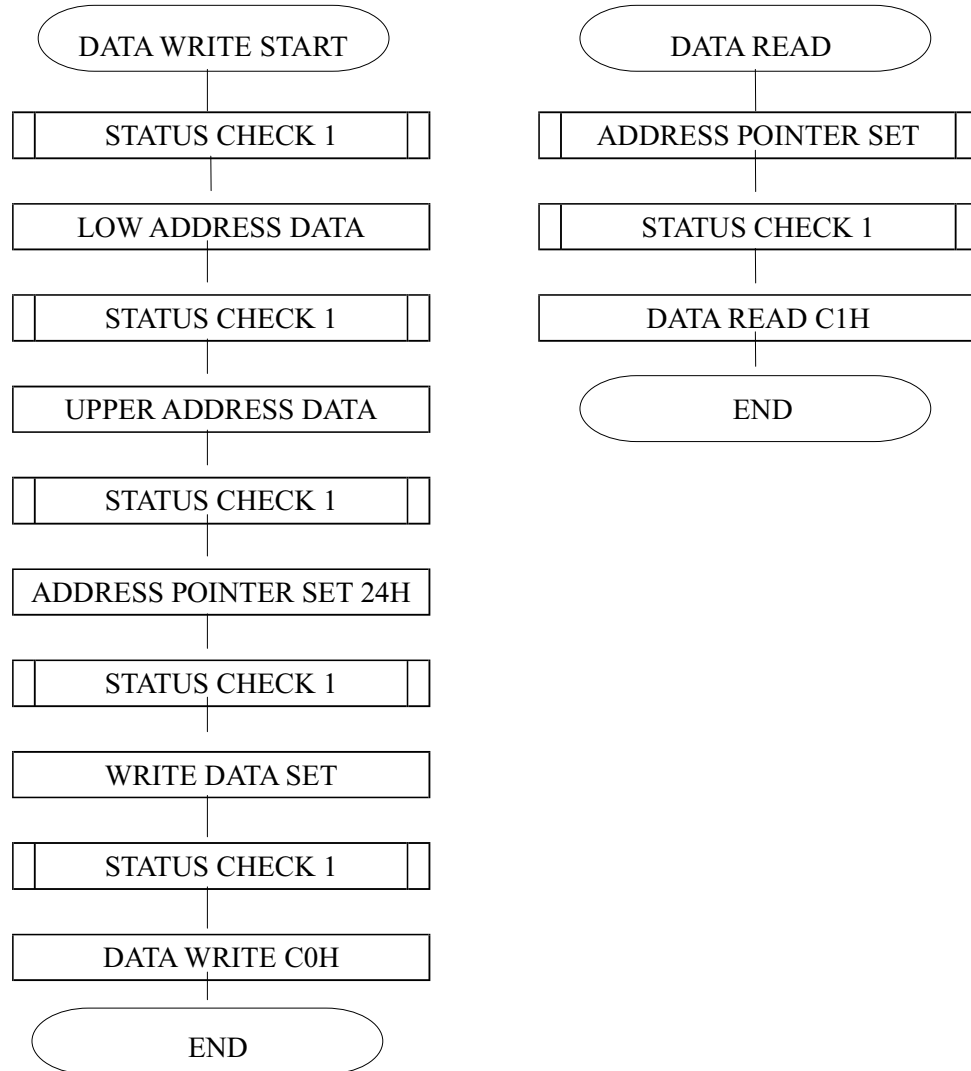 DATA WRITE START
STATUS CHECK 1
LOW ADDRESS DATA
STATUS CHECK 1
UPPER ADDRESS DATA
STATUS CHECK 1
ADDRESS POINTER SET 24H
STATUS CHECK 1
WRITE DATA SET
STATUS CHECK 1
DATA WRITE C0H
END
DATA READ
ADDRESS POINTER SET
STATUS CHECK 1
DATA READ C1H
END